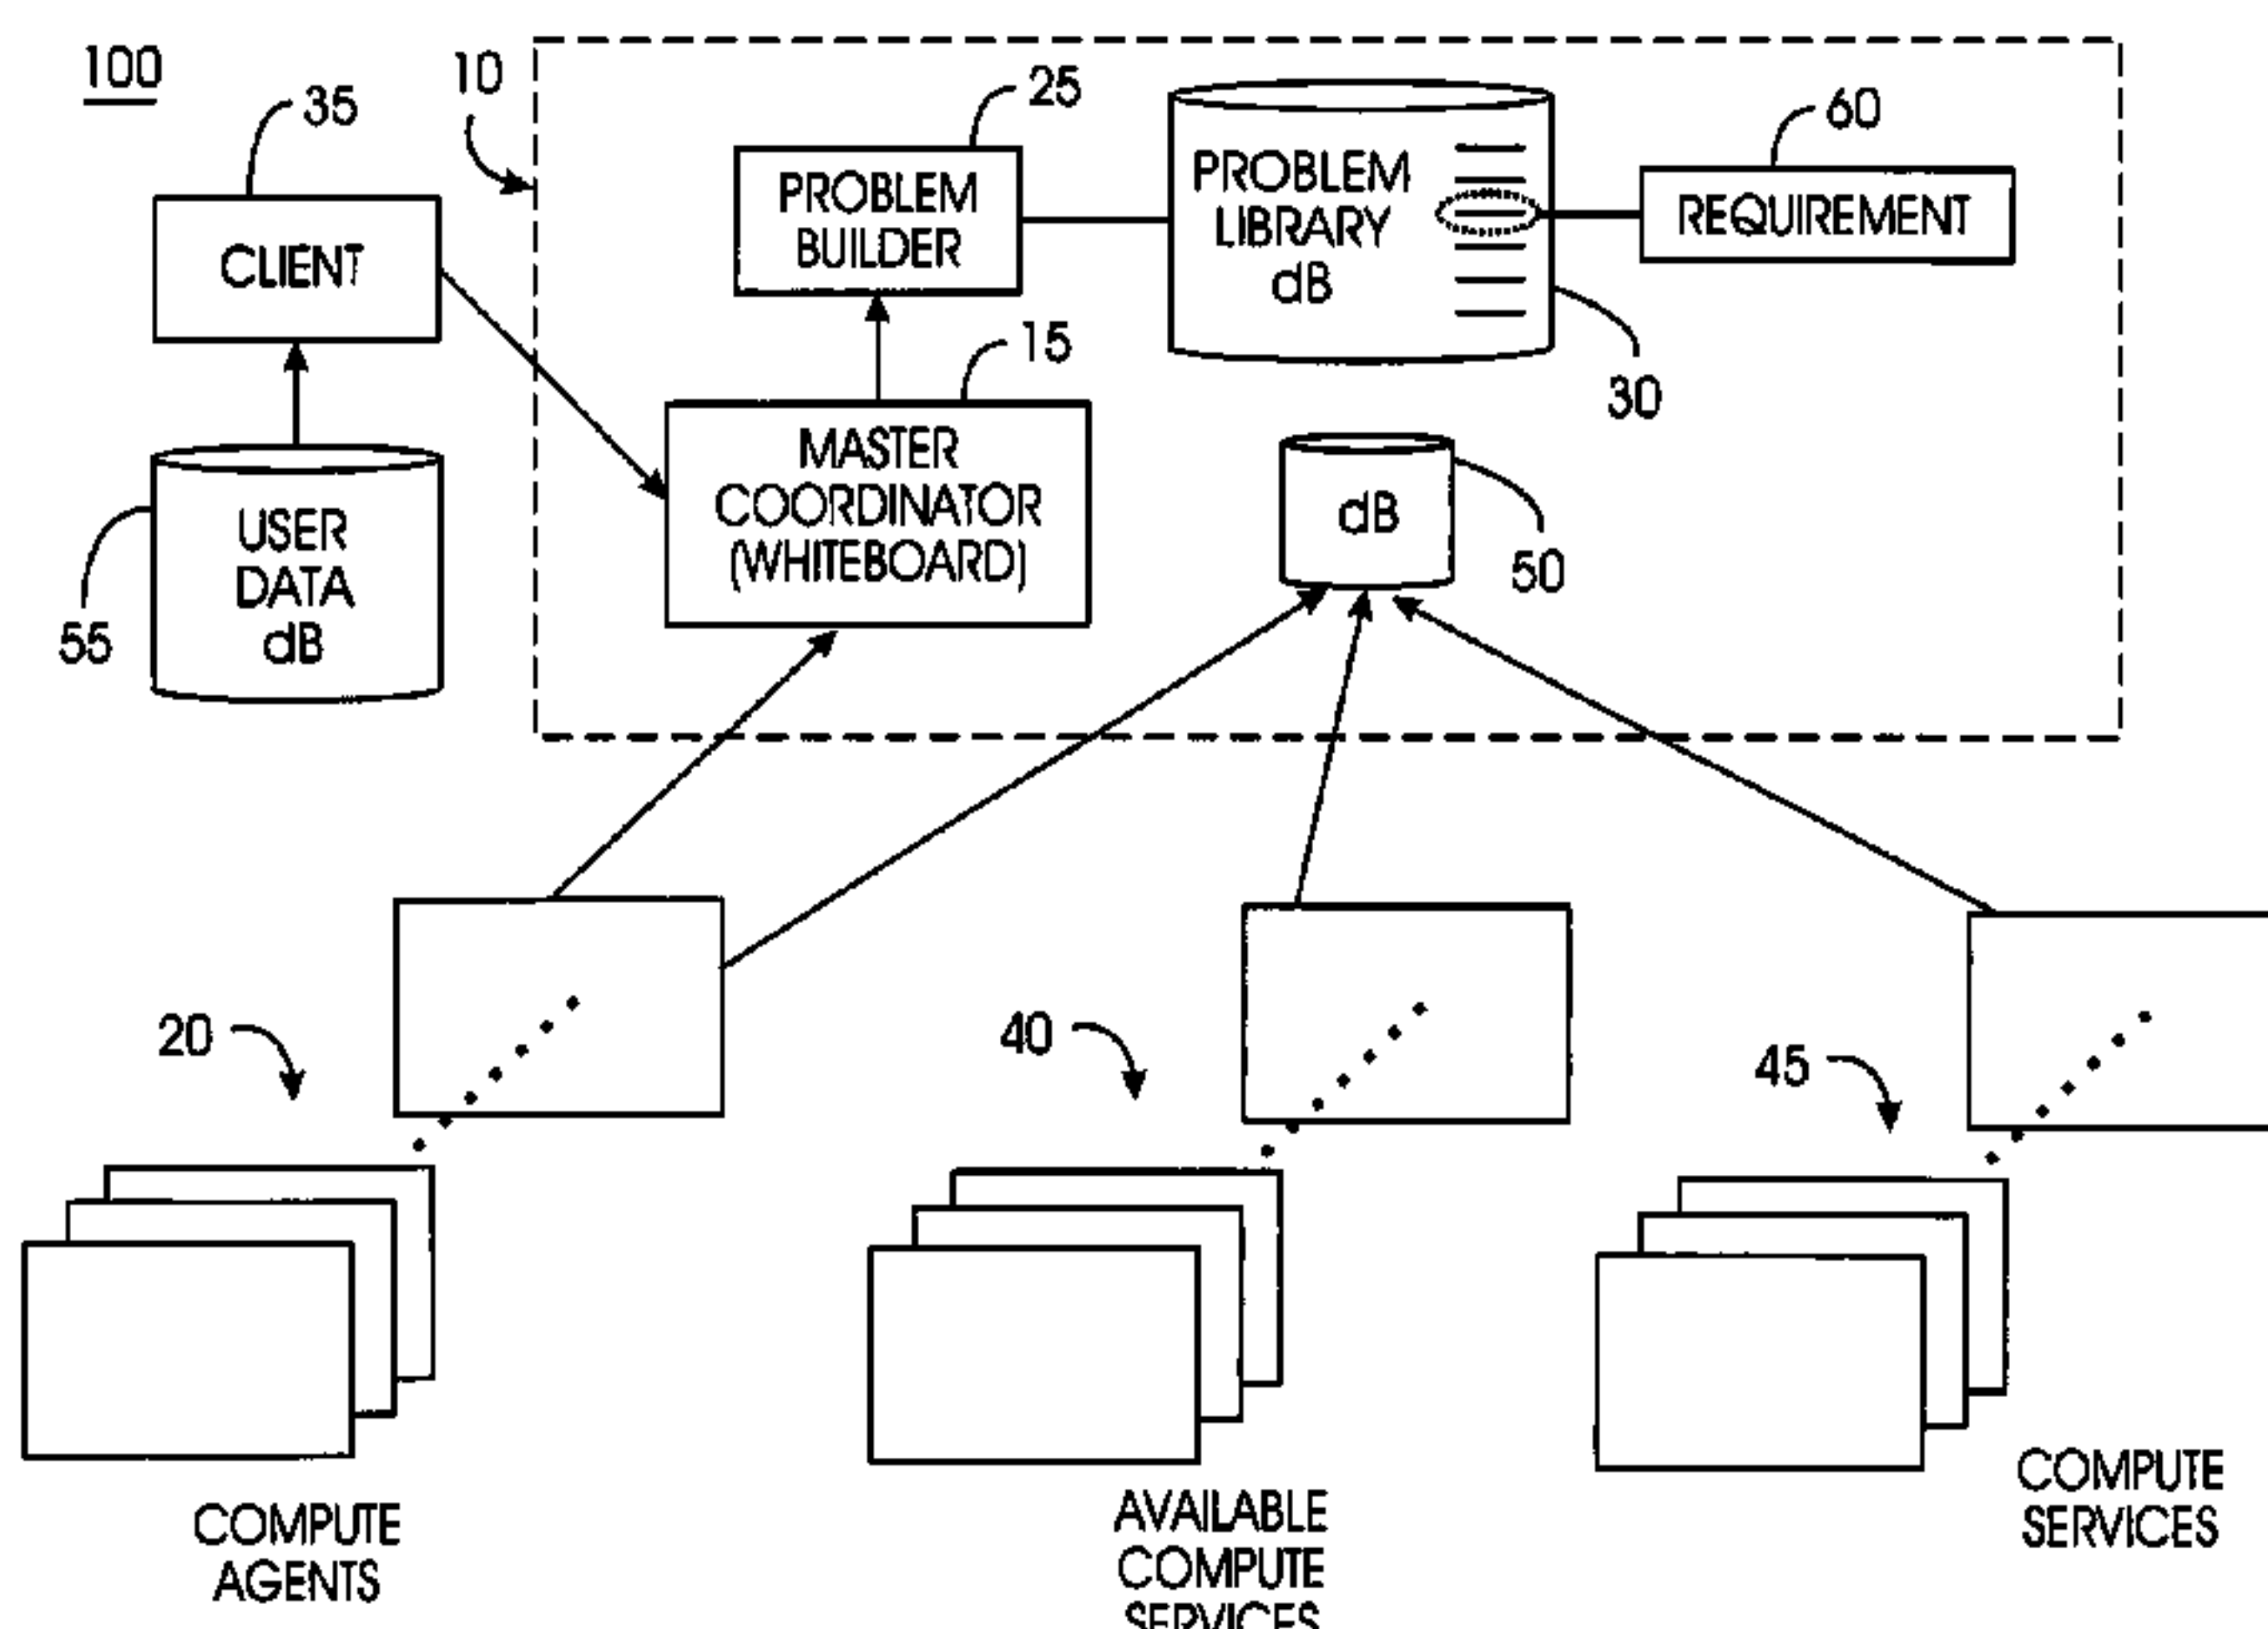 100
35
10
25
60
PROBLEM
BUILDER
PROBLEM
LIBRARY
dB
REQUIREMENT
CLIENT
15
30
MASTER
COORDINATOR
(WHITEBOARD)
dB
50
USER
DATA
dB
55
20
40
45
COMPUTE
AGENTS
AVAILABLE
COMPUTE
SERVICES
COMPUTE
SERVICES